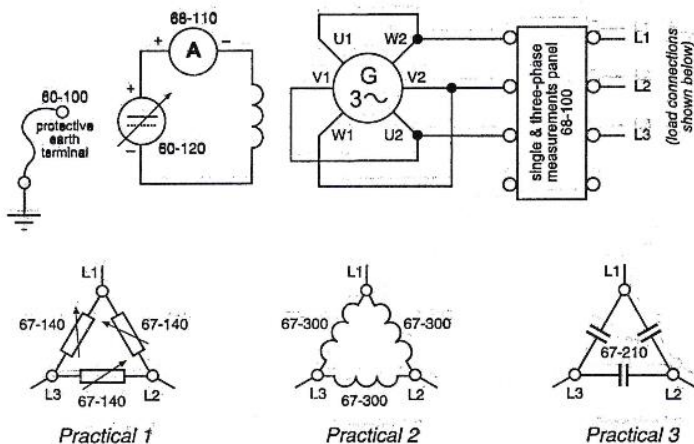 68-110
+ A -
60-100
protective
earth
terminal
+
60-120
-
U1
W2
V1
G
3~
V2
W1
U2
single & three-phase
measurements panel
68-100
L1
L2
L3
(load connections
shown below)
L1
67-140
67-140
L3
67-140
L2
Practical 1
L1
67-300
67-300
L3
67-300
L2
Practical 2
L1
67-210
L3
L2
Practical 3